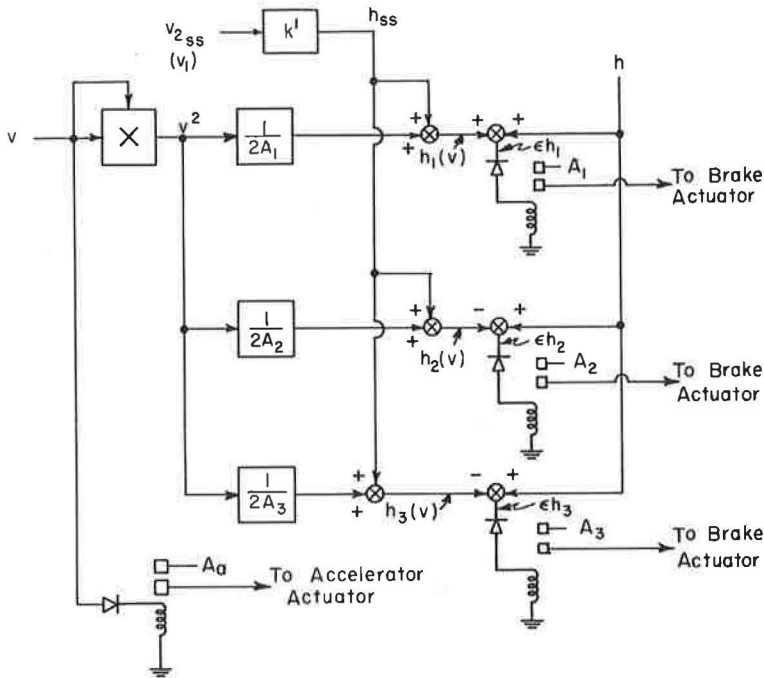 v₂ss
(v₁)
k'
hss
h
v
×
v²
1
2A₁
+
+
h₁(v)
+
+
ϵh₁
A₁
To Brake
Actuator
1
2A₂
+
+
h₂(v)
−
+
ϵh₂
A₂
To Brake
Actuator
1
2A₃
+
+
h₃(v)
−
+
ϵh₃
A₃
To Brake
Actuator
Aa
To Accelerator
Actuator